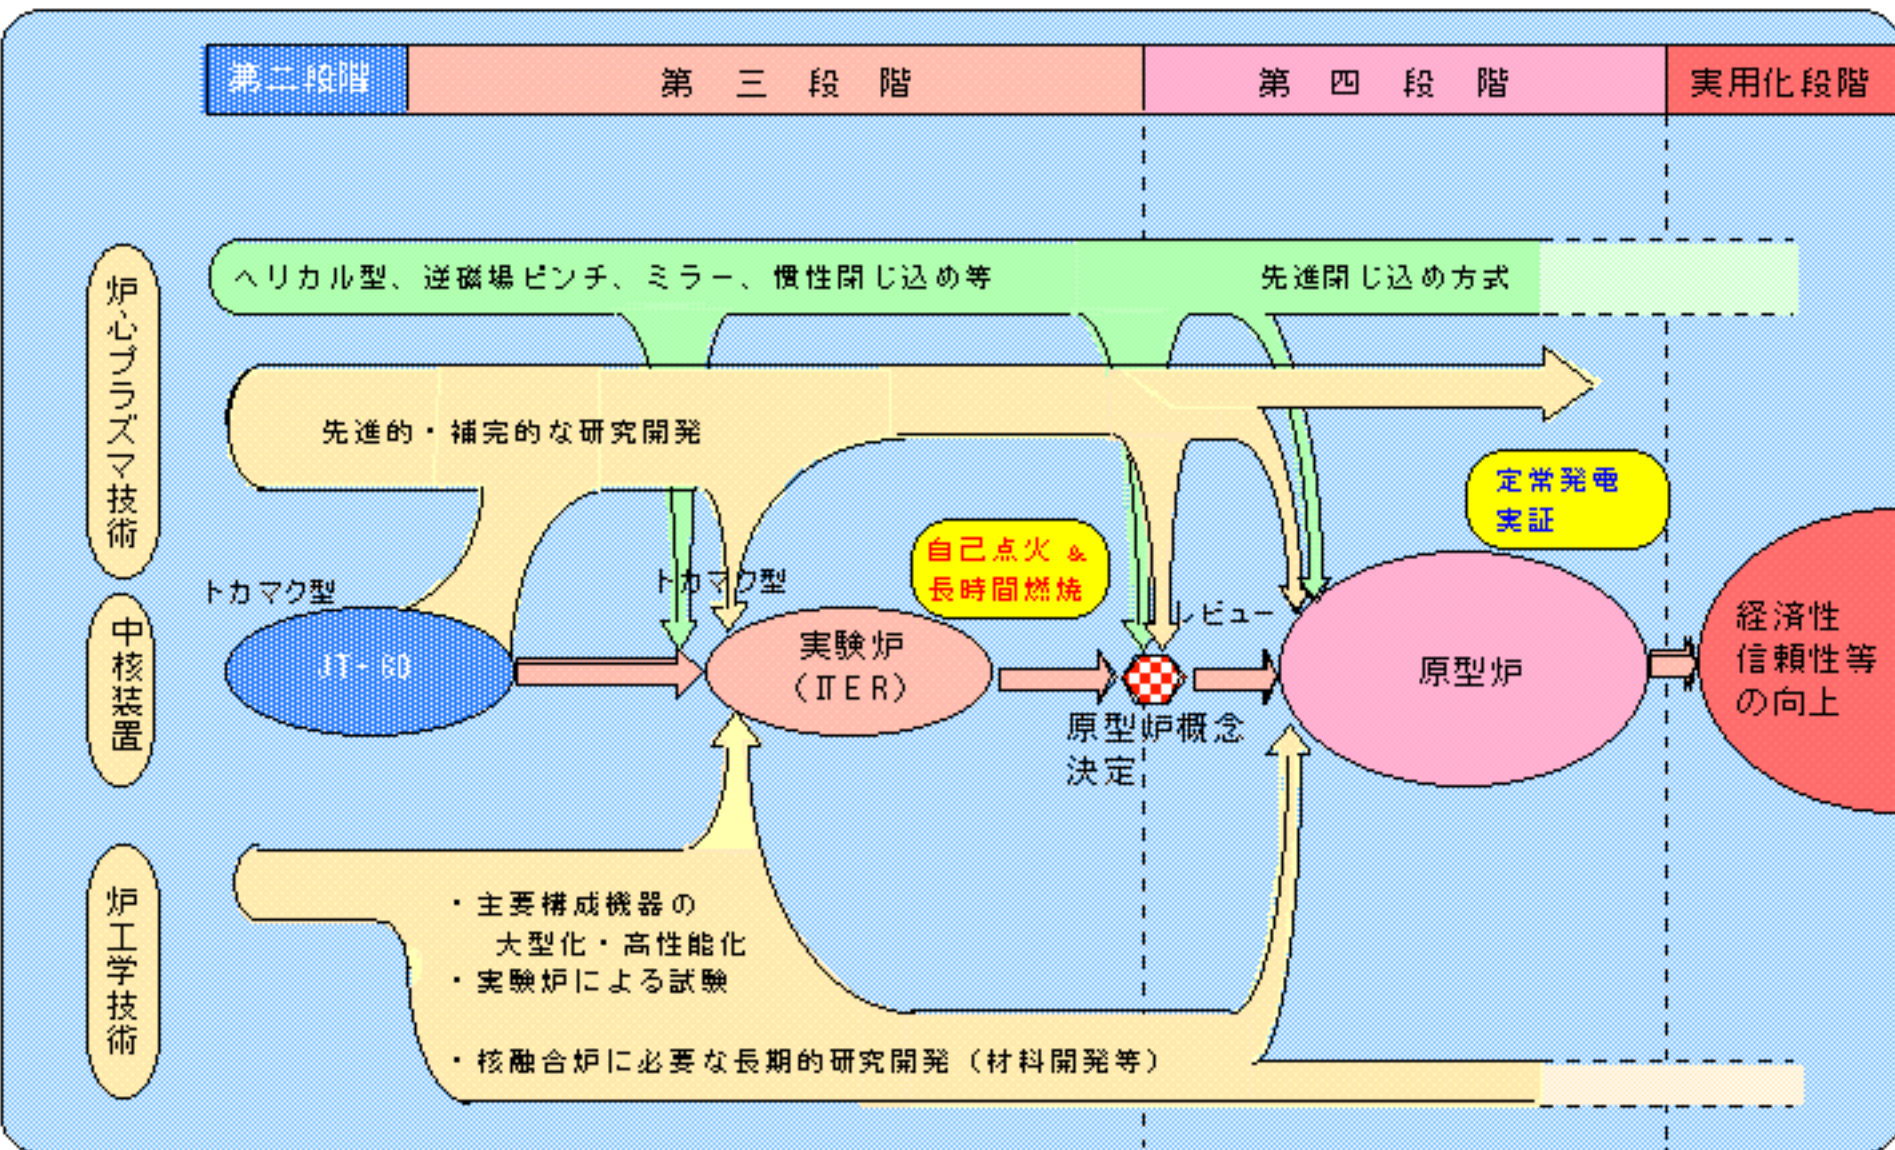 第二段階
第三段階
第四段階
実用化段階
炉心プラズマ技術
ヘリカル型、逆磁場ピンチ、ミラー、慣性閉じ込め等
先進閉じ込め方式
先進的・補完的な研究開発
定常発電
実証
自己点火 &
長時間燃焼
中核装置
トカマク型
JT-60
トカマク型
実験炉
（ITER）
レビュー
原型炉概念
決定
原型炉
経済性
信頼性等
の向上
炉工学技術
・主要構成機器の
大型化・高性能化
・実験炉による試験
・核融合炉に必要な長期的研究開発（材料開発等）